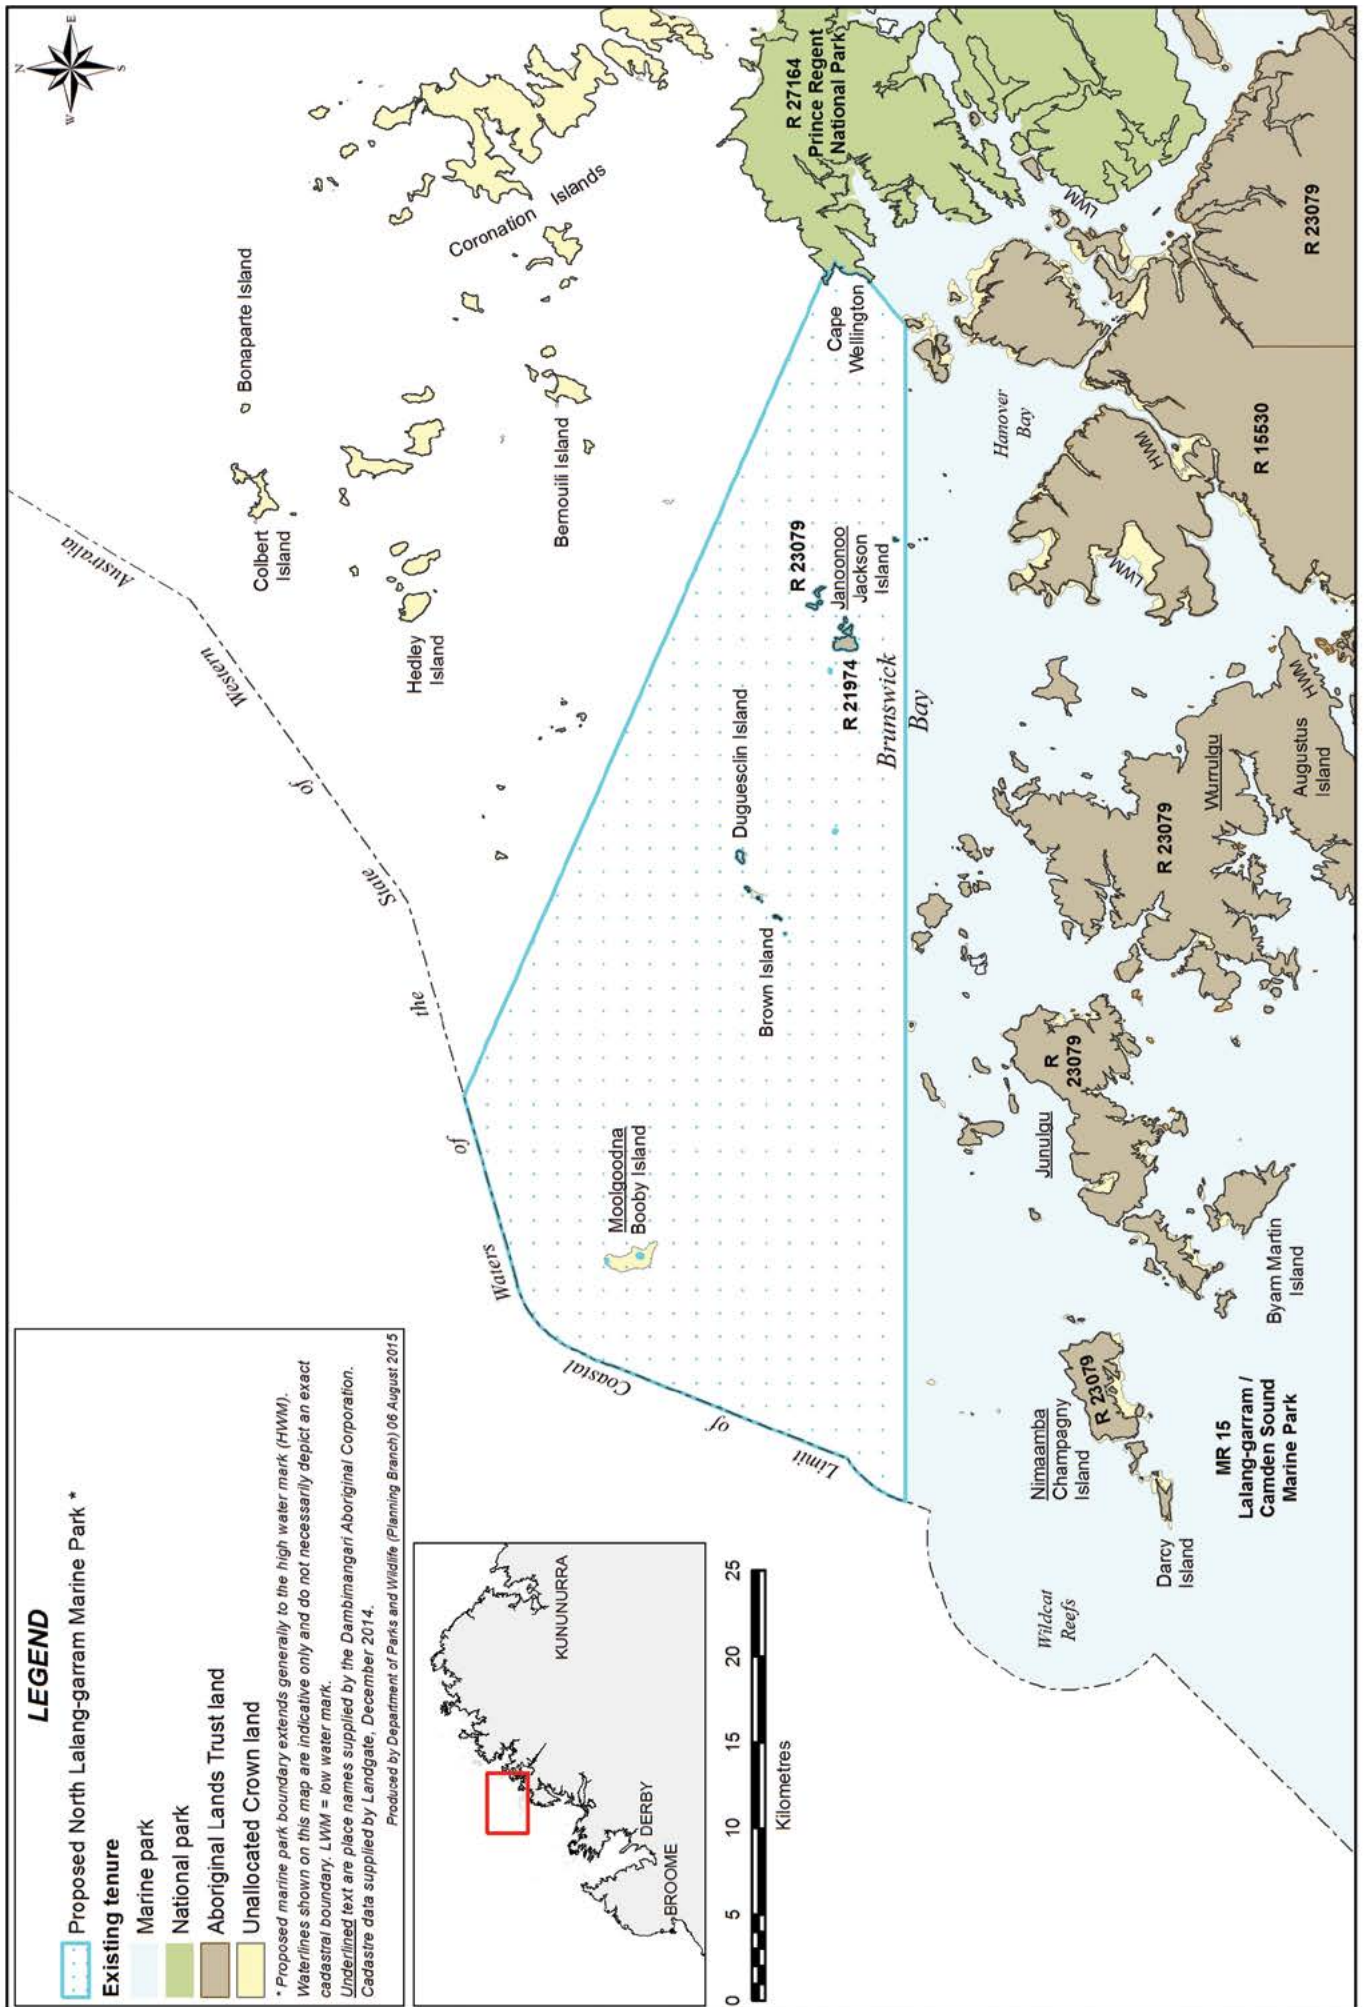 LEGEND
Proposed North Lalang-garram Marine Park *
Existing tenure
Marine park
National park
Aboriginal Lands Trust land
Unallocated Crown land
* Proposed marine park boundary extends generally to the high water mark (HWM).
Waterlines shown on this map are indicative only and do not necessarily depict an exact
cadastral boundary. LWM = low water mark.
Underlined text are place names supplied by the Dambimangari Aboriginal Corporation.
Cadastre data supplied by Landgate, December 2014.
Produced by Department of Parks and Wildlife (Planning Branch) 06 August 2015
KUNUNURRA
DERBY
BROOME
0 5 10 15 20 25
Kilometres
N
E
S
W
Limit of Coastal Waters of the State of Western Australia
Bonaparte Island
Colbert
Island
Coronation Islands
Hedley
Island
Bernouili Island
R 27164
Prince Regent
National Park
Cape
Wellington
Moolgoodna
Booby Island
Duguesclin Island
Brown Island
R 23079
Janoonoo
Jackson
Island
R 21974
Brunswick
Bay
Hanover
Bay
LWM
R 23079
HWM
R 15530
LWM
HWM
Wurrulgu
Augustus
Island
R 23079
R
23079
Junulgu
Byam Martin
Island
R 23079
Nimaamba
Champagny
Island
Darcy
Island
MR 15
Lalang-garram /
Camden Sound
Marine Park
Wildcat
Reefs